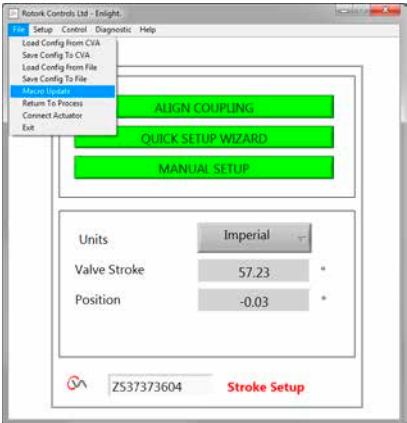 Rotork Controls Ltd - Enlight.
File Setup Control Diagnostic Help
Load Config From CVA
Save Config To CVA
Load Config From File
Save Config To File
Macro Update
Return To Process
Connect Actuator
Exit
ALIGN COUPLING
QUICK SETUP WIZARD
MANUAL SETUP
Units Imperial
Valve Stroke 57.23 °
Position -0.03 °
CVA ZS37373604 Stroke Setup